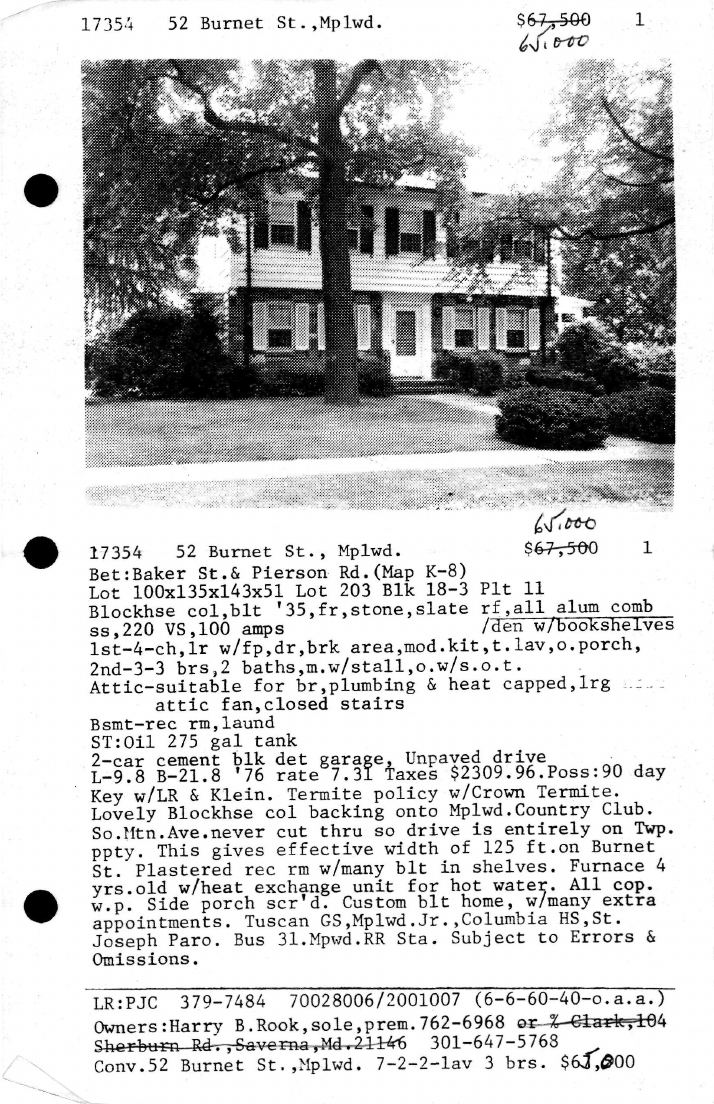 17354 52 Burnet St.,Mplwd. $67,500 1
65,000
65,000
17354 52 Burnet St., Mplwd. $67,500 1
Bet:Baker St.& Pierson Rd.(Map K-8)
Lot 100x135x143x51 Lot 203 Blk 18-3 Plt 11
Blockhse col,blt '35,fr,stone,slate rf,all alum comb
ss,220 VS,100 amps /den w/bookshelves
1st-4-ch,lr w/fp,dr,brk area,mod.kit,t.lav,o.porch,
2nd-3-3 brs,2 baths,m.w/stall,o.w/s.o.t.
Attic-suitable for br,plumbing & heat capped,lrg
attic fan,closed stairs
Bsmt-rec rm,laund
ST:Oil 275 gal tank
2-car cement blk det garage, Unpaved drive
L-9.8 B-21.8 '76 rate 7.31 Taxes $2309.96.Poss:90 day
Key w/LR & Klein. Termite policy w/Crown Termite.
Lovely Blockhse col backing onto Mplwd.Country Club.
So.Mtn.Ave.never cut thru so drive is entirely on Twp.
ppty. This gives effective width of 125 ft.on Burnet
St. Plastered rec rm w/many blt in shelves. Furnace 4
yrs.old w/heat exchange unit for hot water. All cop.
w.p. Side porch scr'd. Custom blt home, w/many extra
appointments. Tuscan GS,Mplwd.Jr.,Columbia HS,St.
Joseph Paro. Bus 31.Mpwd.RR Sta. Subject to Errors &
Omissions.
LR:PJC 379-7484 70028006/2001007 (6-6-60-40-o.a.a.)
Owners:Harry B.Rook,sole,prem.762-6968 or % Clark,104
Sherburn Rd.,Saverna,Md.21146 301-647-5768
Conv.52 Burnet St.,Mplwd. 7-2-2-lav 3 brs. $65,000